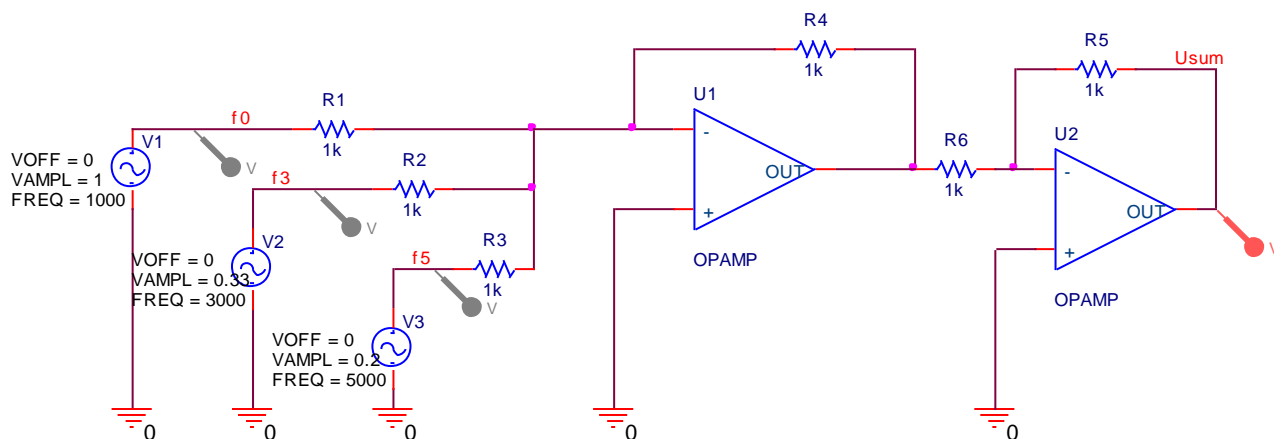 R4
1k
R5
1k
Usum
U1
-
+
OUT
OPAMP
R6
1k
U2
-
+
OUT
OPAMP
f0
R1
1k
V1
VOFF = 0
VAMPL = 1
FREQ = 1000
V
f3
R2
1k
V2
VOFF = 0
VAMPL = 0.33
FREQ = 3000
V
f5
R3
1k
V3
VOFF = 0
VAMPL = 0.2
FREQ = 5000
V
V
0
0
0
0
0